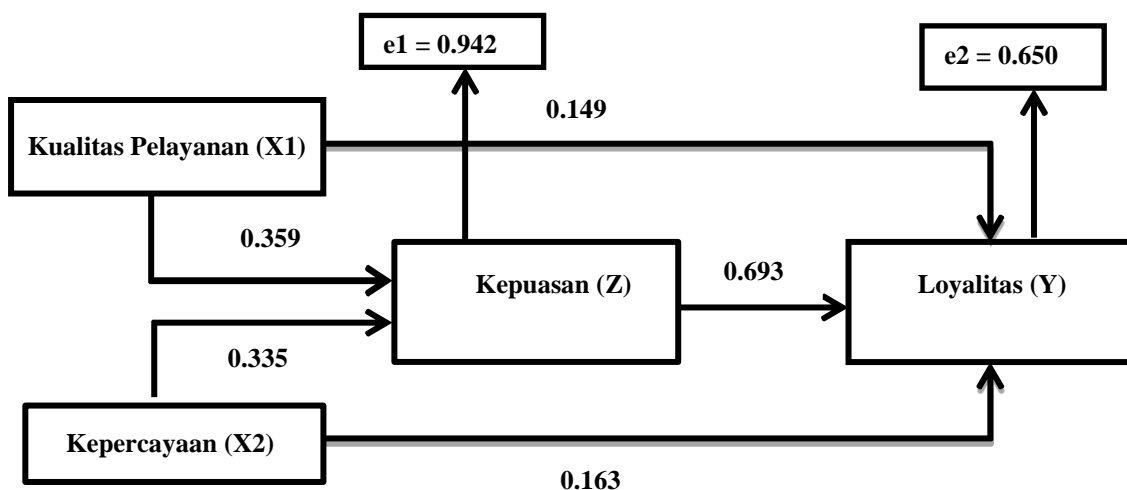 e1 = 0.942
e2 = 0.650
0.149
Kualitas Pelayanan (X1)
0.359
Kepuasan (Z)
0.693
Loyalitas (Y)
0.335
Kepercayaan (X2)
0.163